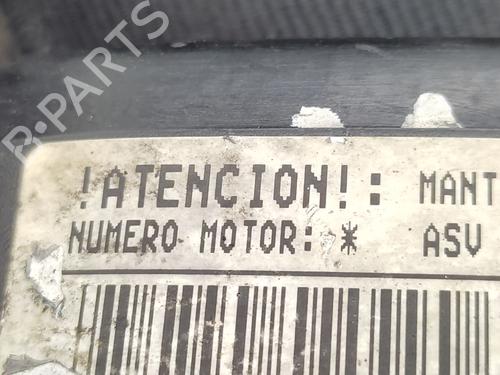 B-PARTS
!ATENCION!: MANT
NUMERO MOTOR: * ASV